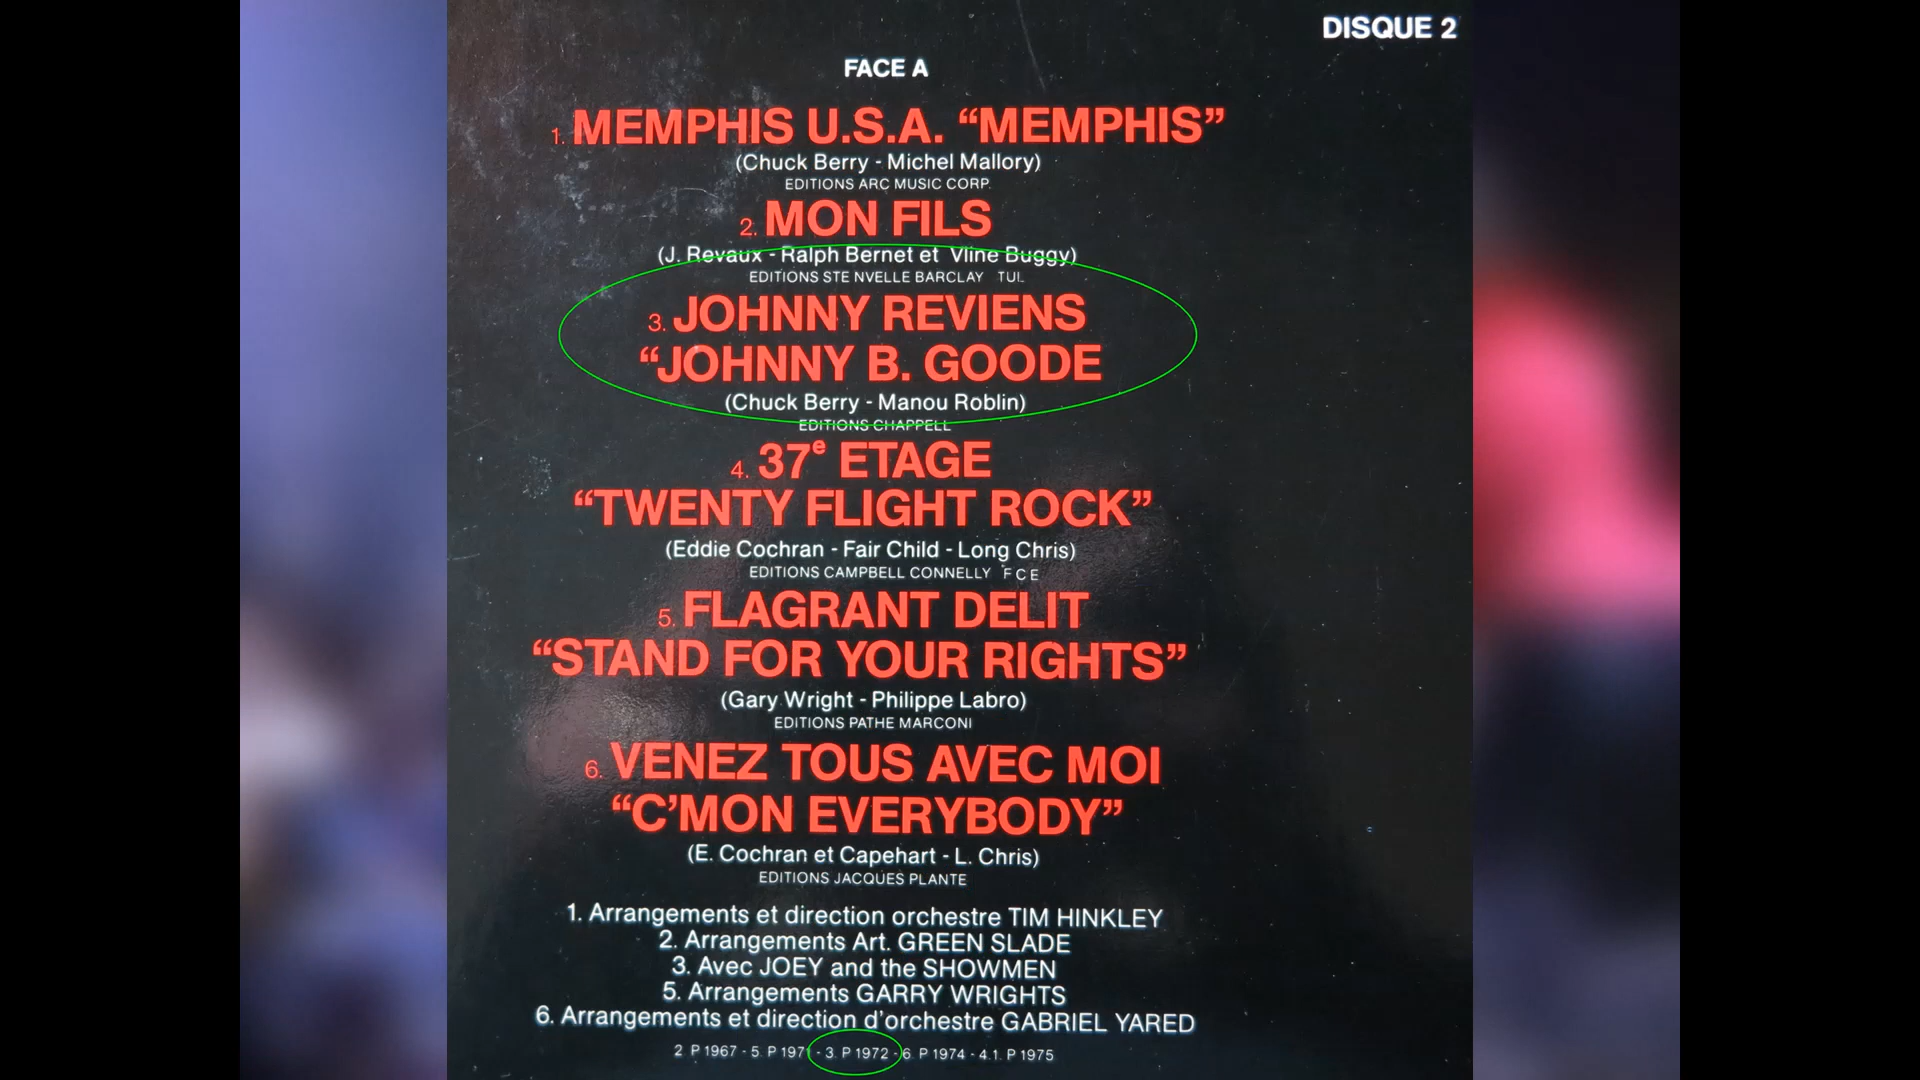 DISQUE 2
FACE A
1. MEMPHIS U.S.A. “MEMPHIS”
(Chuck Berry - Michel Mallory)
EDITIONS ARC MUSIC CORP.
2. MON FILS
(J. Revaux - Ralph Bernet et Vline Buggy)
EDITIONS STE NVELLE BARCLAY TUI
3. JOHNNY REVIENS
“JOHNNY B. GOODE
(Chuck Berry - Manou Roblin)
EDITIONS CHAPPELL
4. 37e ETAGE
“TWENTY FLIGHT ROCK”
(Eddie Cochran - Fair Child - Long Chris)
EDITIONS CAMPBELL CONNELLY F C E
5. FLAGRANT DELIT
“STAND FOR YOUR RIGHTS”
(Gary Wright - Philippe Labro)
EDITIONS PATHE MARCONI
6. VENEZ TOUS AVEC MOI
“C’MON EVERYBODY”
(E. Cochran et Capehart - L. Chris)
EDITIONS JACQUES PLANTE
1. Arrangements et direction orchestre TIM HINKLEY
2. Arrangements Art. GREEN SLADE
3. Avec JOEY and the SHOWMEN
5. Arrangements GARRY WRIGHTS
6. Arrangements et direction d’orchestre GABRIEL YARED
2 P 1967 - 5. P 1971 - 3. P 1972 - 6. P 1974 - 4.1. P 1975